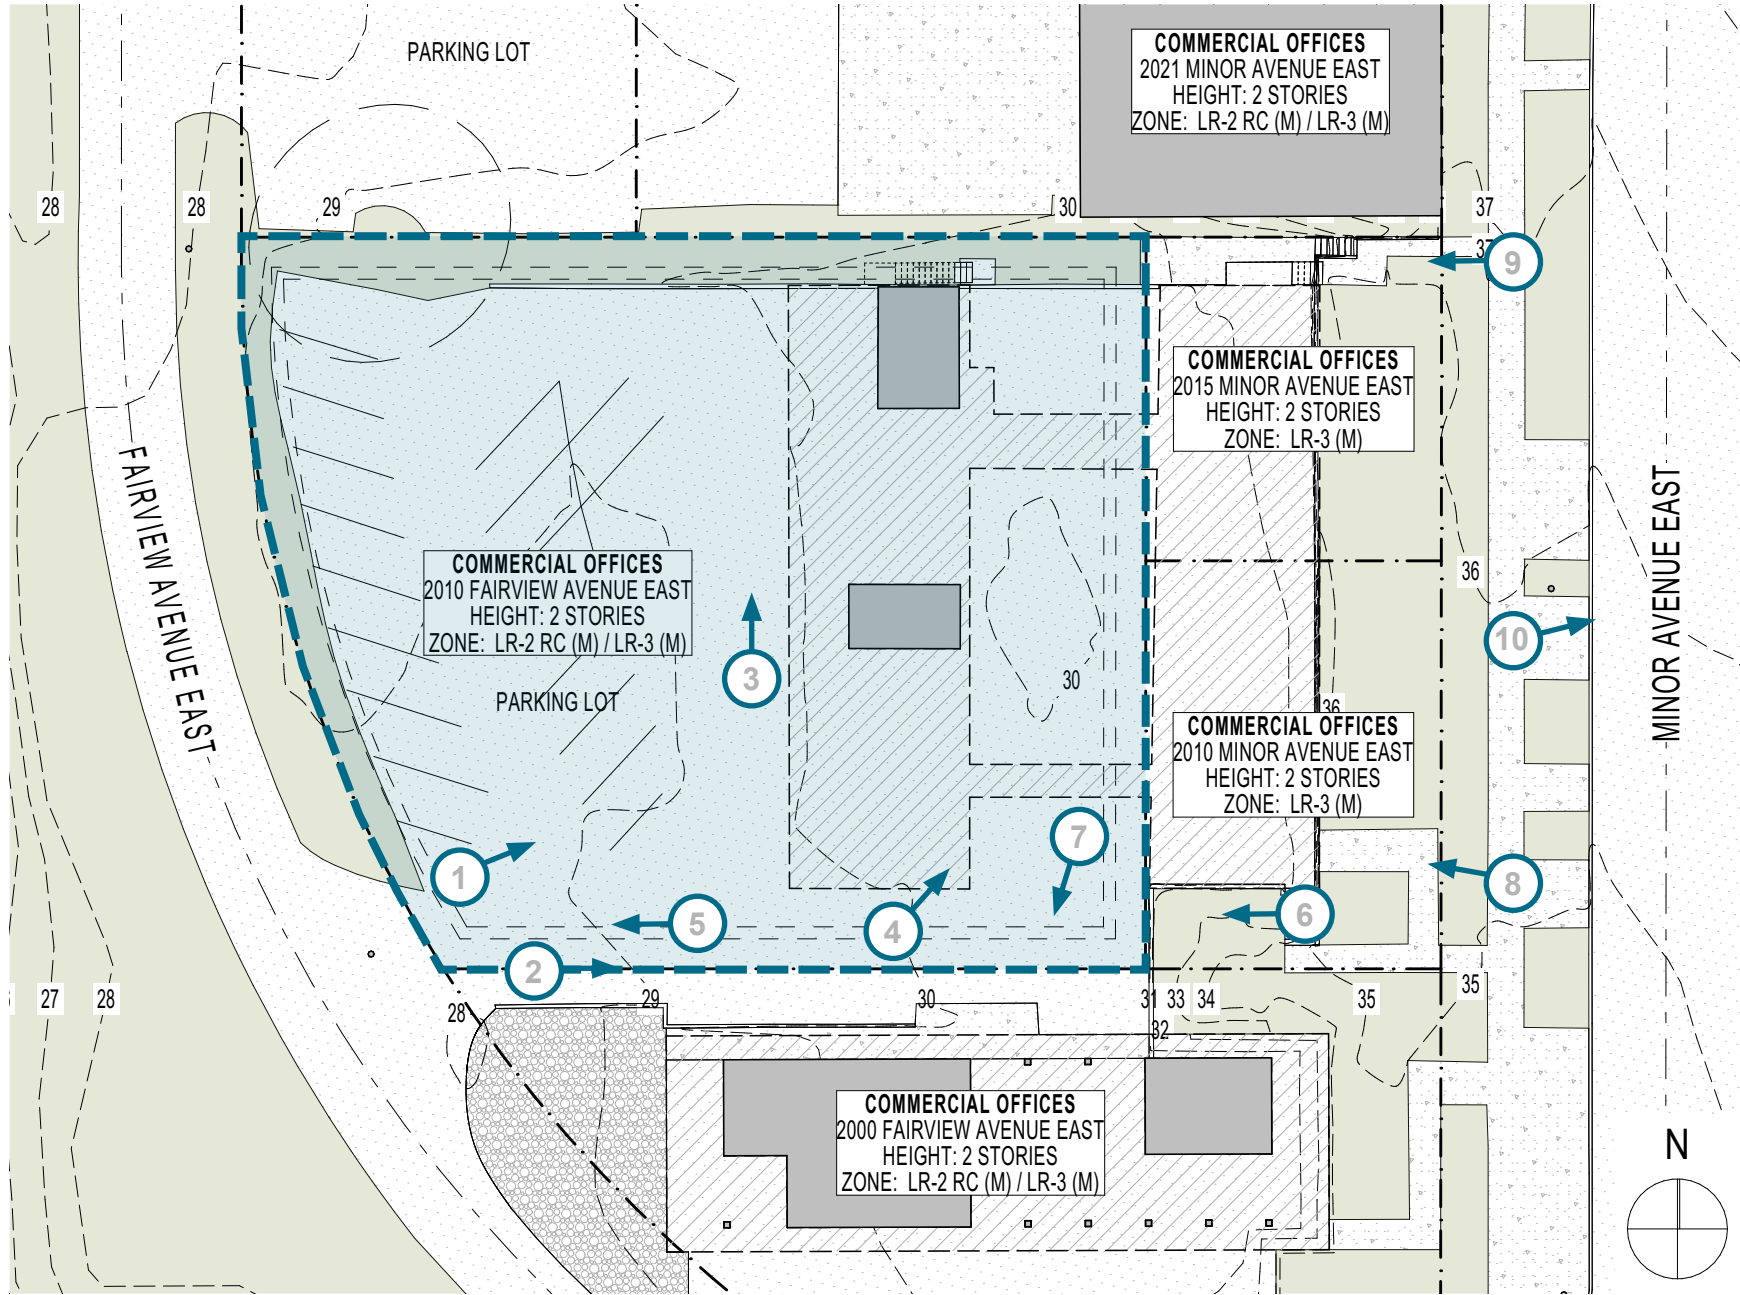 PARKING LOT
COMMERCIAL OFFICES
2021 MINOR AVENUE EAST
HEIGHT: 2 STORIES
ZONE: LR-2 RC (M) / LR-3 (M)
28
28
29
30
37
9
COMMERCIAL OFFICES
2015 MINOR AVENUE EAST
HEIGHT: 2 STORIES
ZONE: LR-3 (M)
FAIRVIEW AVENUE EAST
MINOR AVENUE EAST
COMMERCIAL OFFICES
2010 FAIRVIEW AVENUE EAST
HEIGHT: 2 STORIES
ZONE: LR-2 RC (M) / LR-3 (M)
PARKING LOT
36
10
3
30
36
COMMERCIAL OFFICES
2010 MINOR AVENUE EAST
HEIGHT: 2 STORIES
ZONE: LR-3 (M)
7
1
8
5
4
6
2
27
28
28
29
30
31
33
34
35
35
32
COMMERCIAL OFFICES
2000 FAIRVIEW AVENUE EAST
HEIGHT: 2 STORIES
ZONE: LR-2 RC (M) / LR-3 (M)
N